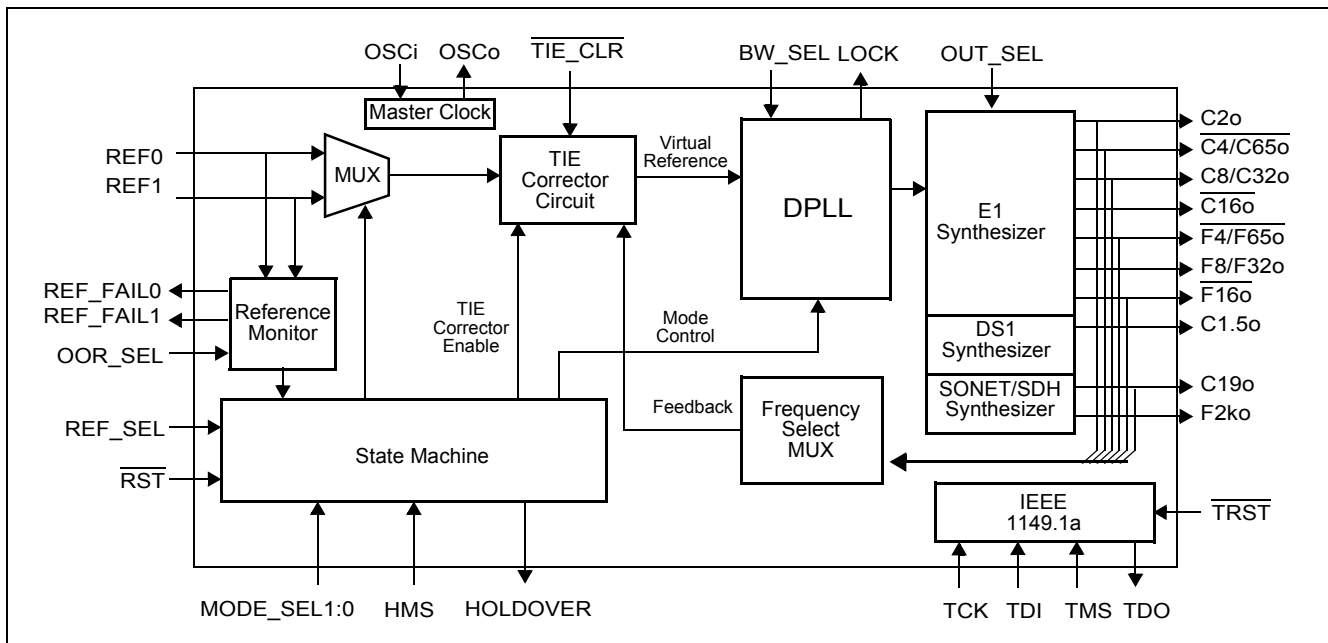 OSCi
OSCo
TIE_CLR
BW_SEL
LOCK
OUT_SEL
Master Clock
REF0
REF1
MUX
TIE
Corrector
Circuit
Virtual
Reference
DPLL
E1
Synthesizer
C2o
C4/C65o
C8/C32o
C16o
F4/F65o
F8/F32o
F16o
C1.5o
C19o
F2ko
REF_FAIL0
REF_FAIL1
OOR_SEL
Reference
Monitor
TIE
Corrector
Enable
Mode
Control
DS1
Synthesizer
SONET/SDH
Synthesizer
REF_SEL
RST
State Machine
Feedback
Frequency
Select
MUX
IEEE
1149.1a
TRST
MODE_SEL1:0
HMS
HOLDOVER
TCK
TDI
TMS
TDO